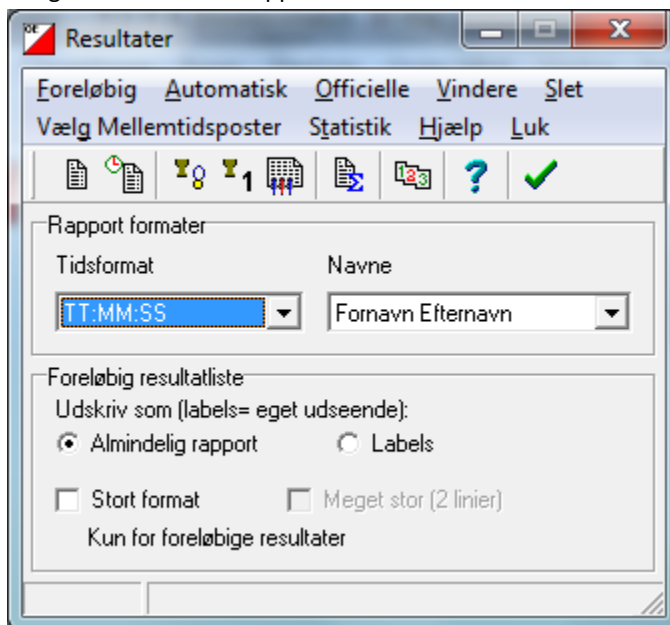 Resultater
Foreløbig Automatisk Officielle Vindere Slet
Vælg Mellemtidsposter Statistik Hjælp Luk
Rapport formater
Tidsformat Navne
TT:MM:SS Fornavn Efternavn
Foreløbig resultatliste
Udskriv som (labels= eget udseende):
Almindelig rapport Labels
Stort format Meget stor (2 linier)
Kun for foreløbige resultater